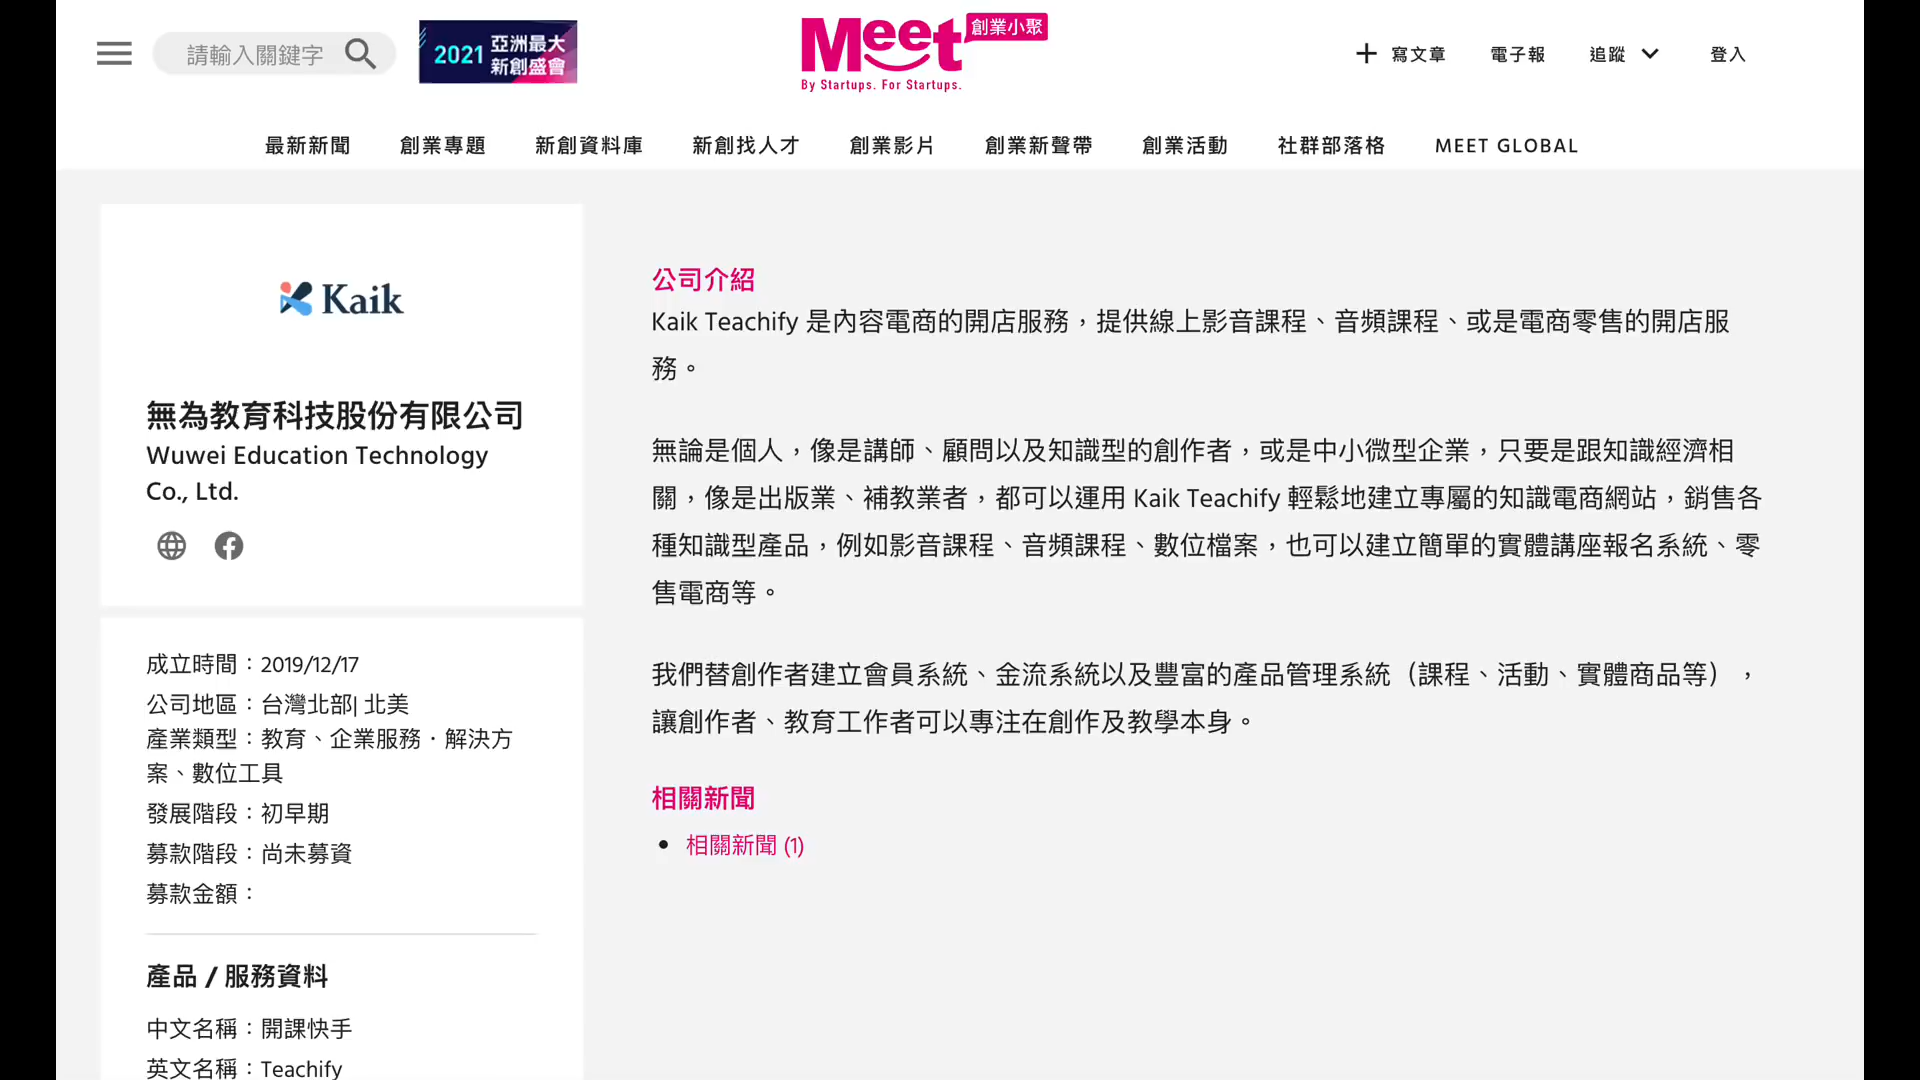 請輸入關鍵字
2021 亞洲最大
新創盛會
Meet 創業小聚
By Startups. For Startups.
寫文章 電子報 追蹤 登入
最新新聞 創業專題 新創資料庫 新創找人才 創業影片 創業新聲帶 創業活動 社群部落格 MEET GLOBAL
Kaik
無為教育科技股份有限公司
Wuwei Education Technology
Co., Ltd.
成立時間：2019/12/17
公司地區：台灣北部| 北美
產業類型：教育、企業服務．解決方
案、數位工具
發展階段：初早期
募款階段：尚未募資
募款金額：
產品 / 服務資料
中文名稱：開課快手
英文名稱：Teachify
公司介紹
Kaik Teachify 是內容電商的開店服務，提供線上影音課程、音頻課程、或是電商零售的開店服
務。
無論是個人，像是講師、顧問以及知識型的創作者，或是中小微型企業，只要是跟知識經濟相
關，像是出版業、補教業者，都可以運用 Kaik Teachify 輕鬆地建立專屬的知識電商網站，銷售各
種知識型產品，例如影音課程、音頻課程、數位檔案，也可以建立簡單的實體講座報名系統、零
售電商等。
我們替創作者建立會員系統、金流系統以及豐富的產品管理系統（課程、活動、實體商品等），
讓創作者、教育工作者可以專注在創作及教學本身。
相關新聞
相關新聞 (1)